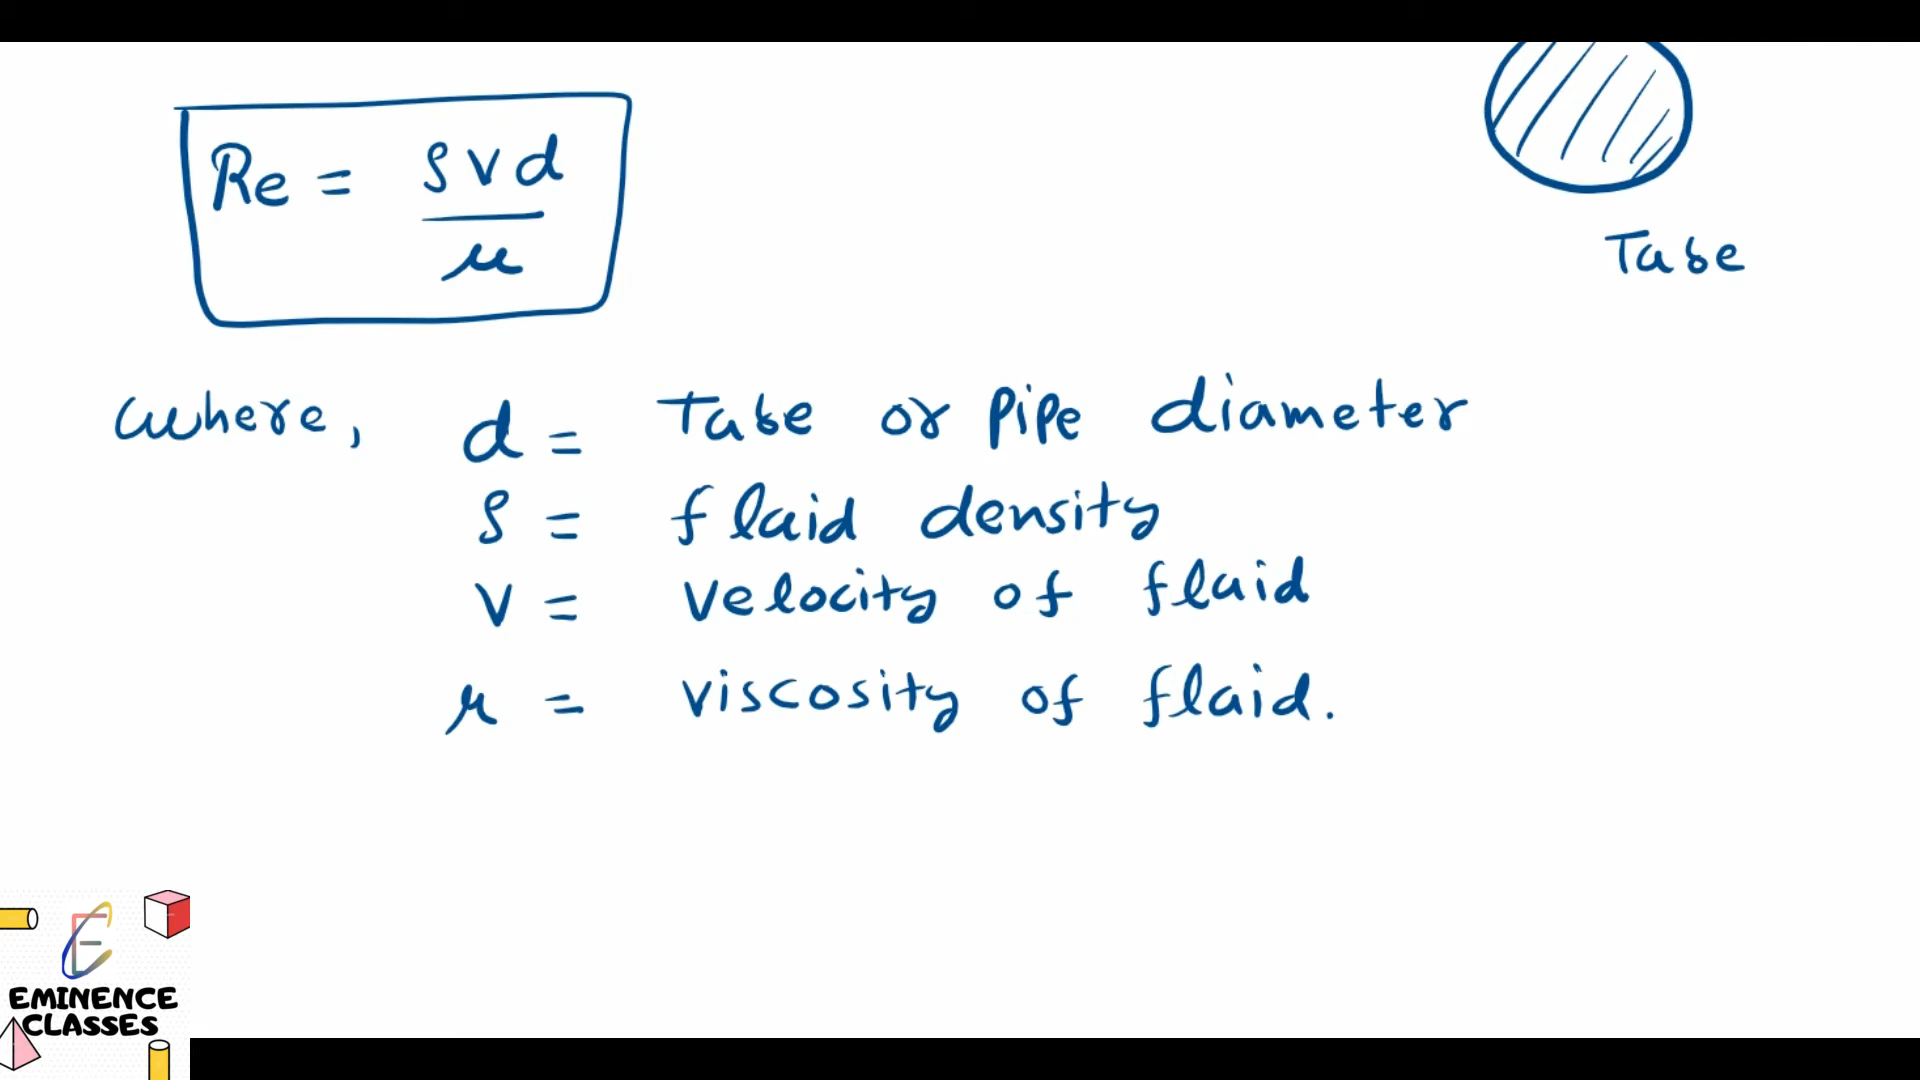 Re = ρvd
μ
Tube
where, d = Tube or pipe diameter
ρ = fluid density
v = velocity of fluid
μ = viscosity of fluid.
EMINENCE
CLASSES